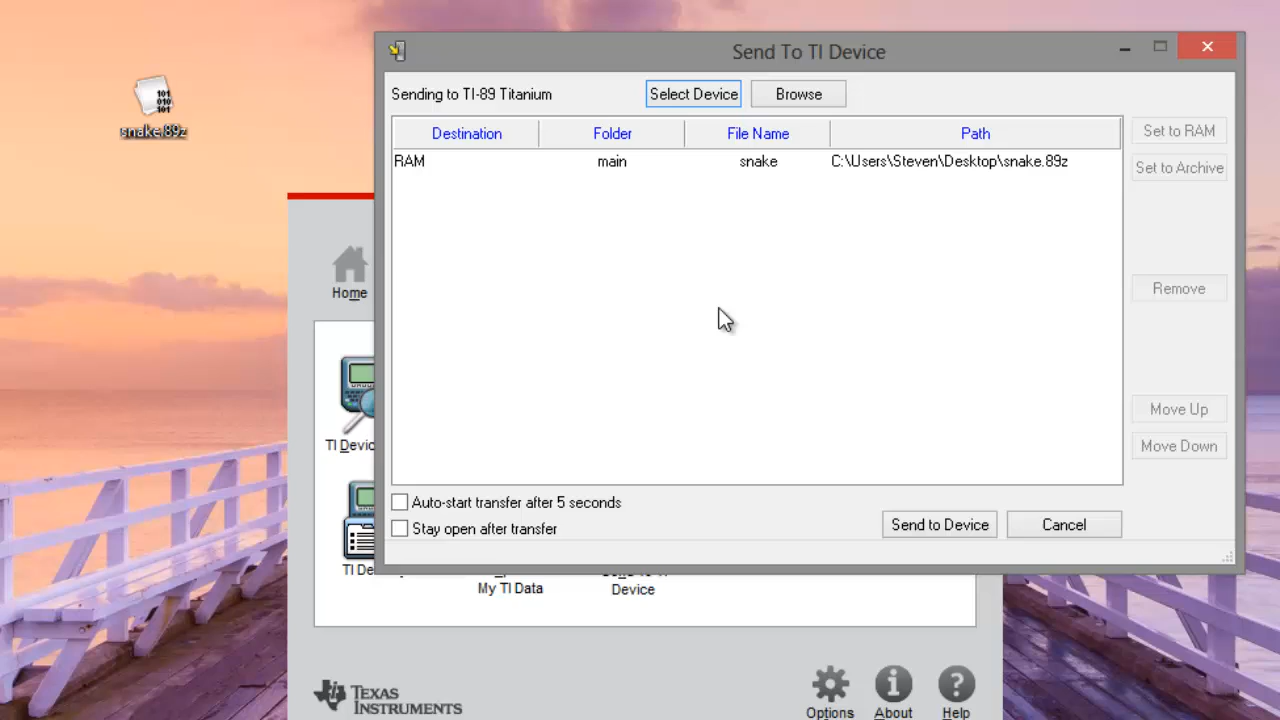 Send To TI Device
Sending to TI-89 Titanium
Select Device
Browse
Destination Folder File Name Path
RAM main snake C:\Users\Steven\Desktop\snake.89z
Set to RAM
Set to Archive
Remove
Move Up
Move Down
Auto-start transfer after 5 seconds
Stay open after transfer
Send to Device
Cancel
snake.89z
Home
TI Devic
TI De
My TI Data
Device
TEXAS
INSTRUMENTS
Options
About
Help